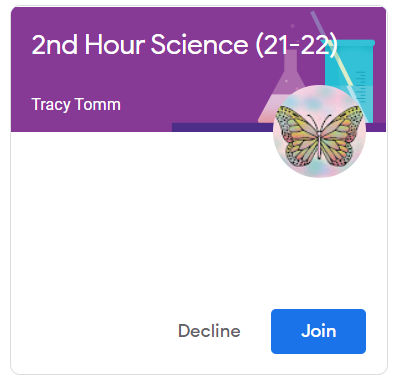 2nd Hour Science (21-22)
Tracy Tomm
Decline
Join